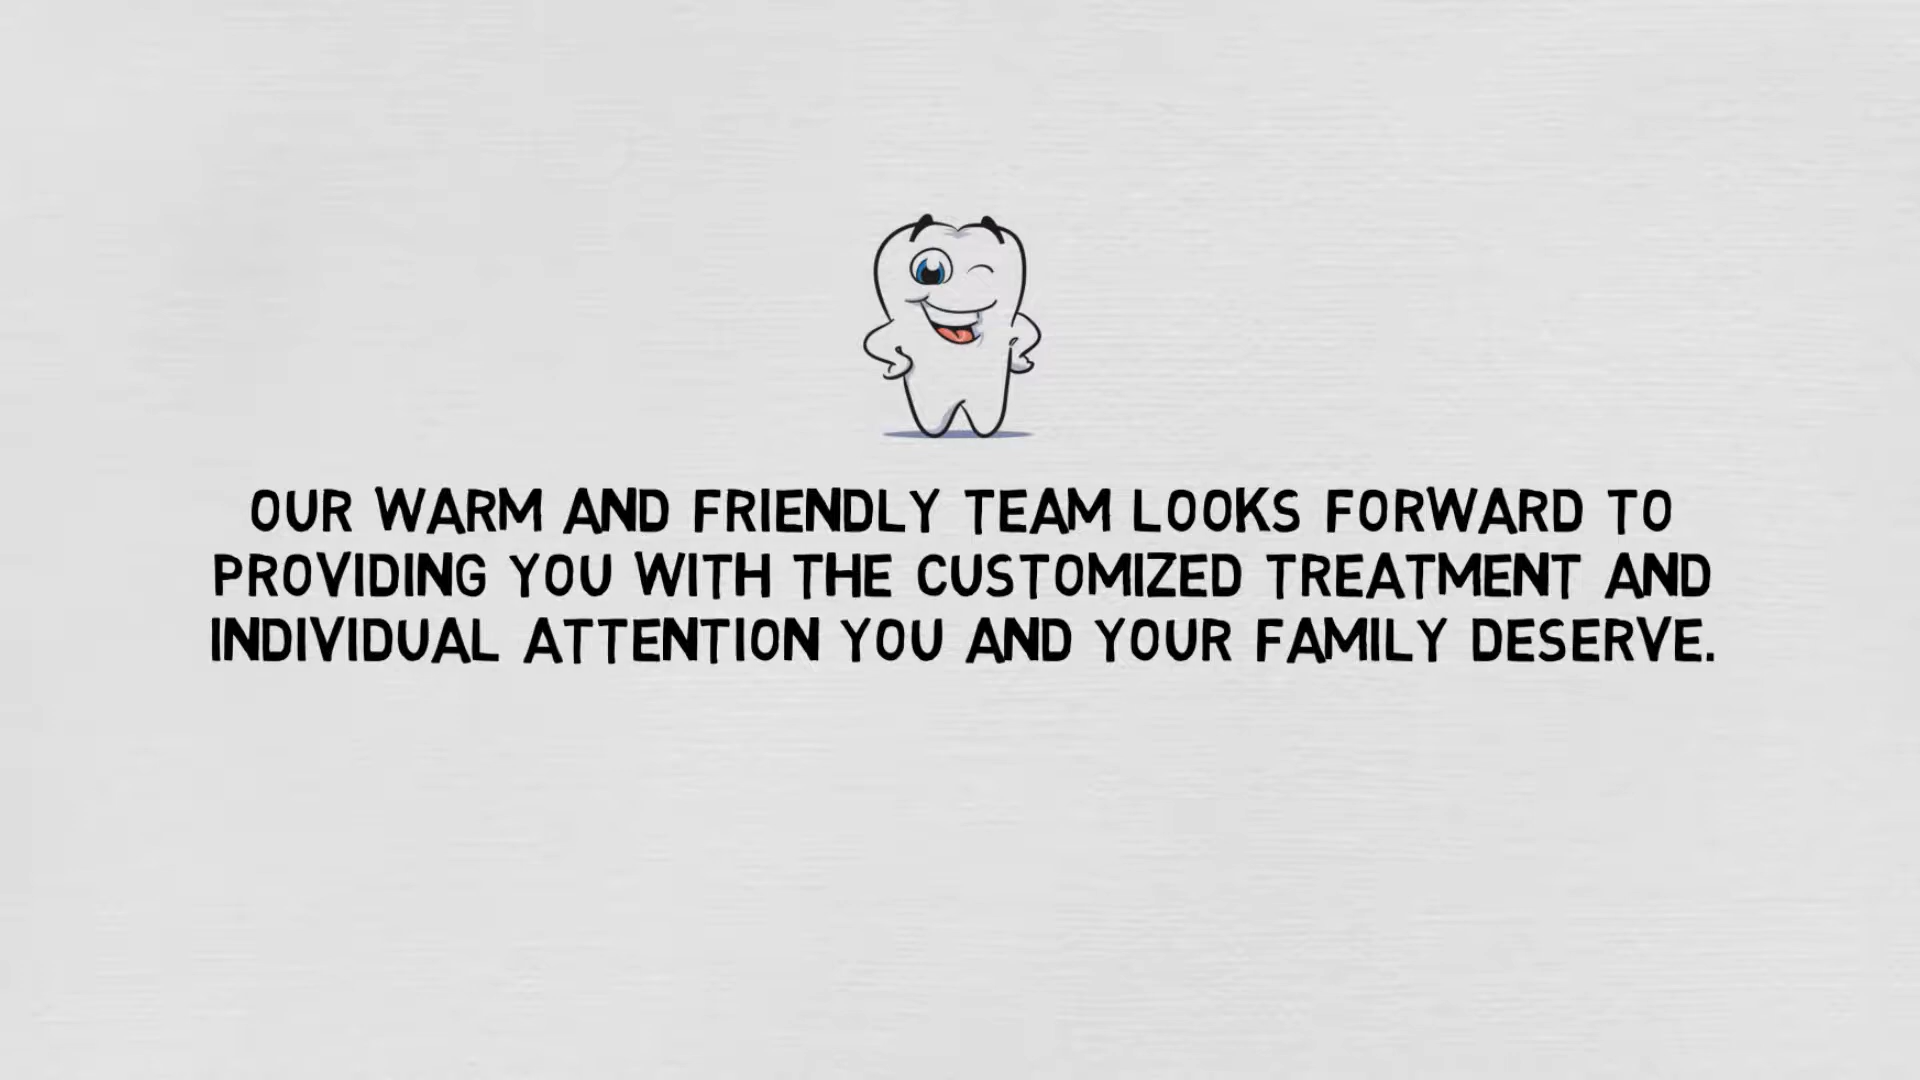 OUR WARM AND FRIENDLY TEAM LOOKS FORWARD TO
PROVIDING YOU WITH THE CUSTOMIZED TREATMENT AND
INDIVIDUAL ATTENTION YOU AND YOUR FAMILY DESERVE.